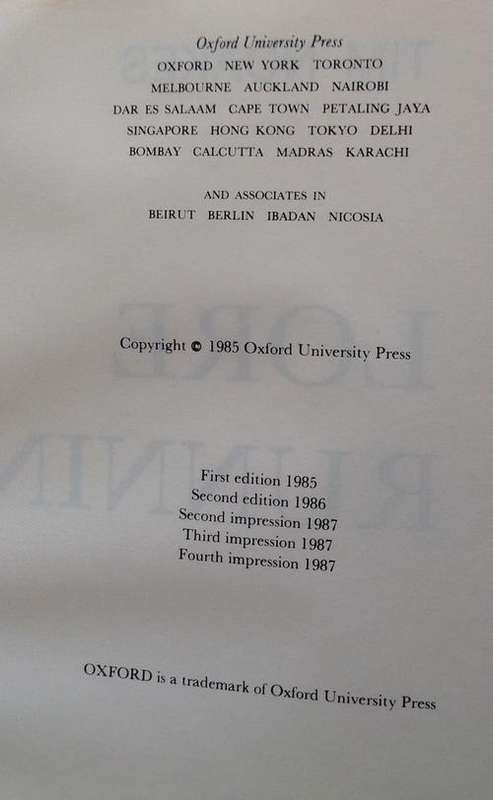 Oxford University Press
OXFORD NEW YORK TORONTO
MELBOURNE AUCKLAND NAIROBI
DAR ES SALAAM CAPE TOWN PETALING JAYA
SINGAPORE HONG KONG TOKYO DELHI
BOMBAY CALCUTTA MADRAS KARACHI
AND ASSOCIATES IN
BEIRUT BERLIN IBADAN NICOSIA
Copyright © 1985 Oxford University Press
First edition 1985
Second edition 1986
Second impression 1987
Third impression 1987
Fourth impression 1987
OXFORD is a trademark of Oxford University Press